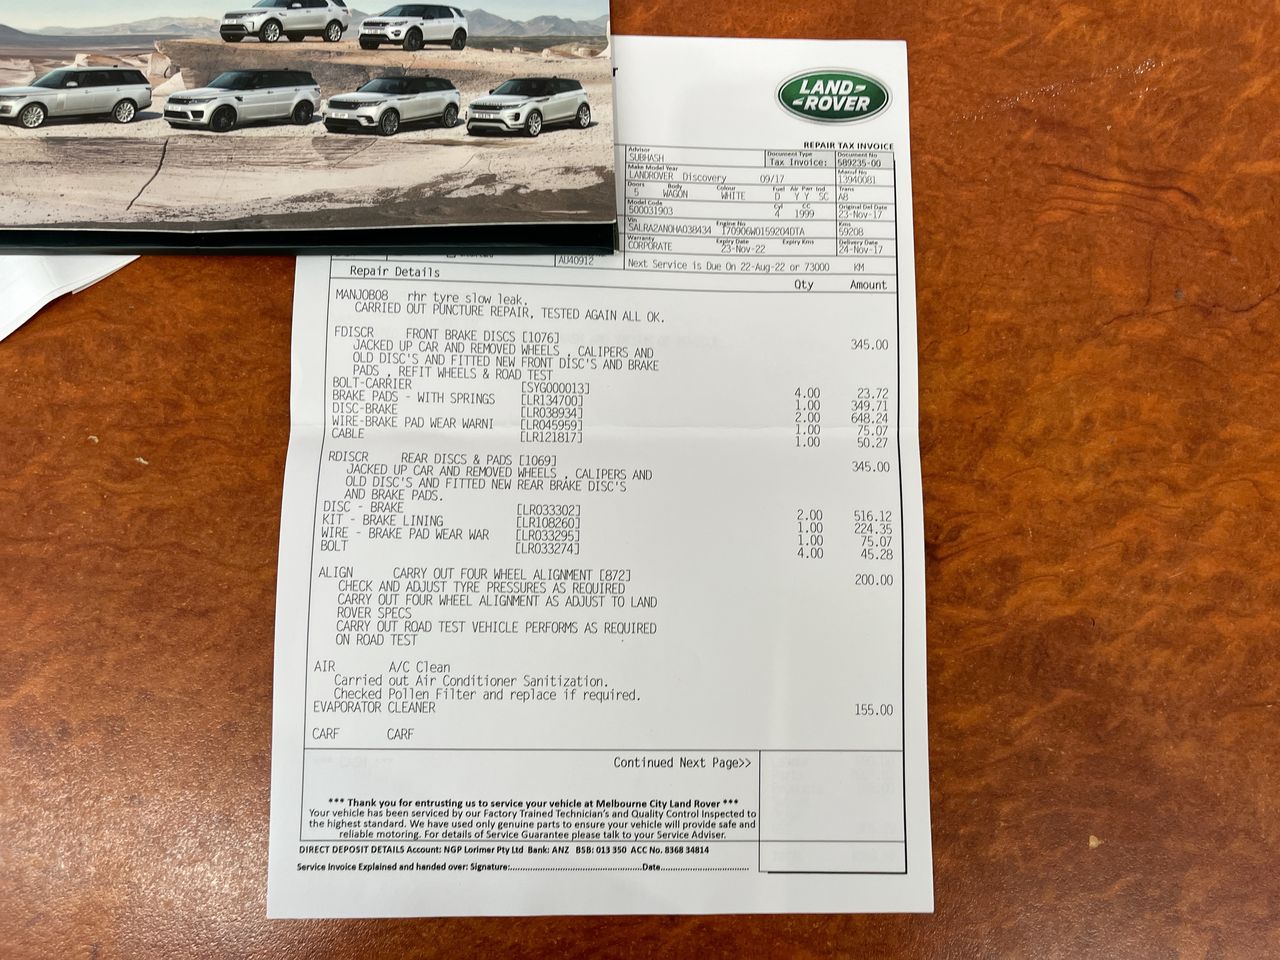 LAND-
-ROVER
REPAIR TAX INVOICE
Advisor
SUBHASH
Document Type
Tax Invoice:
Document No
589235-00
Make Model Year
LANDROVER Discovery 09/17
Manuf No
13940081
Doors Body Colour Fuel Air Pwr Ind
5 WAGON WHITE D Y Y SC
Trans
A8
Model Code
500031903
Cyl CC
4 1999
Original Del Date
23-Nov-17
Vin
SALRA2AN0HA038434
Engine No
170906W0159204DTA
Kms
59208
Warranty
CORPORATE
Expiry Date
23-Nov-22
Expiry Kms
Delivery Date
24-Nov-17
AU40912
Next Service is Due On 22-Aug-22 or 73000 KM
Repair Details Qty Amount
MANJOB08 rhr tyre slow leak.
CARRIED OUT PUNCTURE REPAIR, TESTED AGAIN ALL OK.
FDISCR FRONT BRAKE DISCS [1076] 345.00
JACKED UP CAR AND REMOVED WHEELS , CALIPERS AND
OLD DISC'S AND FITTED NEW FRONT DISC'S AND BRAKE
PADS , REFIT WHEELS & ROAD TEST
BOLT-CARRIER [SYG000013] 4.00 23.72
BRAKE PADS - WITH SPRINGS [LR134700] 1.00 349.71
DISC-BRAKE [LR038934] 2.00 648.24
WIRE-BRAKE PAD WEAR WARNI [LR045959] 1.00 75.07
CABLE [LR121817] 1.00 50.27
RDISCR REAR DISCS & PADS [1069] 345.00
JACKED UP CAR AND REMOVED WHEELS , CALIPERS AND
OLD DISC'S AND FITTED NEW REAR BRAKE DISC'S
AND BRAKE PADS.
DISC - BRAKE [LR033302] 2.00 516.12
KIT - BRAKE LINING [LR108260] 1.00 224.35
WIRE - BRAKE PAD WEAR WAR [LR033295] 1.00 75.07
BOLT [LR033274] 4.00 45.28
ALIGN CARRY OUT FOUR WHEEL ALIGNMENT [872] 200.00
CHECK AND ADJUST TYRE PRESSURES AS REQUIRED
CARRY OUT FOUR WHEEL ALIGNMENT AS ADJUST TO LAND
ROVER SPECS
CARRY OUT ROAD TEST VEHICLE PERFORMS AS REQUIRED
ON ROAD TEST
AIR A/C Clean
Carried out Air Conditioner Sanitization.
Checked Pollen Filter and replace if required.
EVAPORATOR CLEANER 155.00
CARF CARF
Continued Next Page>>
*** Thank you for entrusting us to service your vehicle at Melbourne City Land Rover ***
Your vehicle has been serviced by our Factory Trained Technician's and Quality Control Inspected to
the highest standard. We have used only genuine parts to ensure your vehicle will provide safe and
reliable motoring. For details of Service Guarantee please talk to your Service Adviser.
DIRECT DEPOSIT DETAILS Account: NGP Lorimer Pty Ltd Bank: ANZ BSB: 013 350 ACC No. 8368 34814
Service Invoice Explained and handed over: Signature:........................Date........................